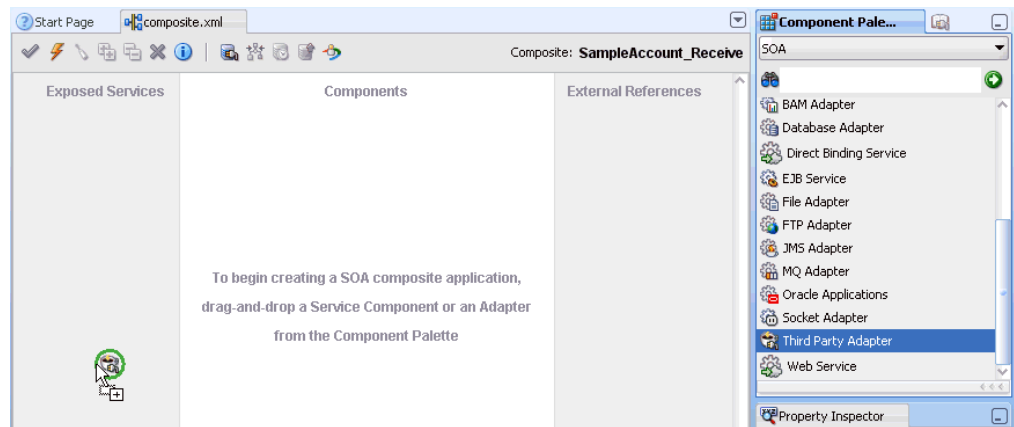 Start Page
composite.xml
Component Pale...
Composite: SampleAccount_Receive
SOA
Exposed Services
Components
External References
BAM Adapter
Database Adapter
Direct Binding Service
EJB Service
File Adapter
FTP Adapter
JMS Adapter
MQ Adapter
Oracle Applications
Socket Adapter
Third Party Adapter
Web Service
To begin creating a SOA composite application,
drag-and-drop a Service Component or an Adapter
from the Component Palette
Property Inspector